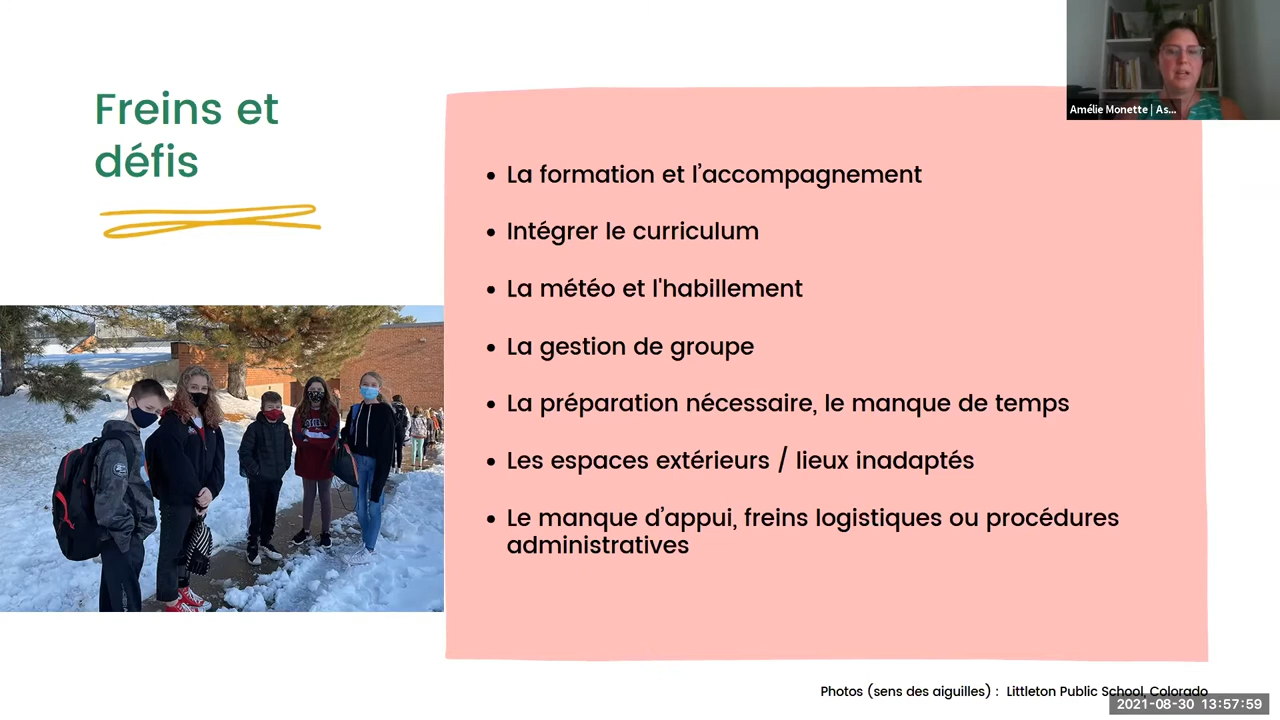 Freins et
défis
Amélie Monette | As...
• La formation et l’accompagnement
• Intégrer le curriculum
• La météo et l'habillement
• La gestion de groupe
• La préparation nécessaire, le manque de temps
• Les espaces extérieurs / lieux inadaptés
• Le manque d’appui, freins logistiques ou procédures
administratives
Photos (sens des aiguilles) : Littleton Public School, Colorado
2021-08-30 13:57:59